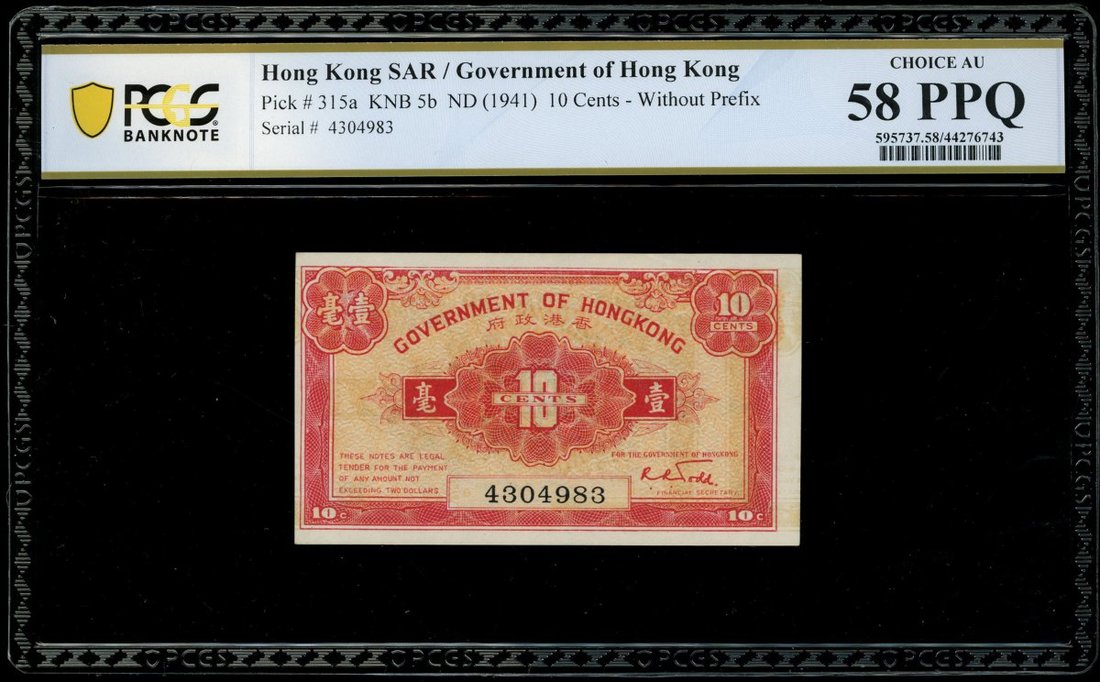 PCGS
BANKNOTE
Hong Kong SAR / Government of Hong Kong
Pick # 315a KNB 5b ND (1941) 10 Cents - Without Prefix
Serial # 4304983
CHOICE AU
58 PPQ
595737.58/44276743
毫壹
GOVERNMENT OF HONGKONG
府政港香
10
CENTS
毫
10
CENTS
壹
THESE NOTES ARE LEGAL
TENDER FOR THE PAYMENT
OF ANY AMOUNT NOT
EXCEEDING TWO DOLLARS
FOR THE GOVERNMENT OF HONGKONG
R R Todd.
FINANCIAL SECRETARY.
4304983
10 C.
10 C.